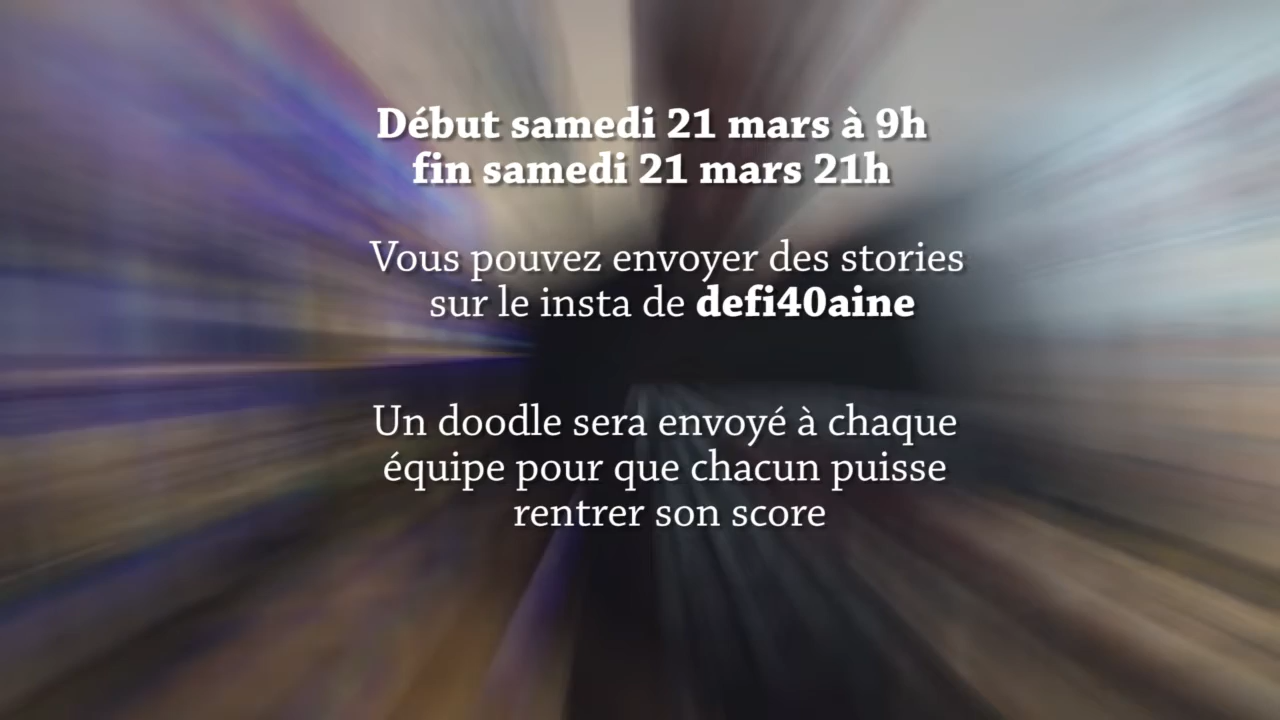 Début samedi 21 mars à 9h
fin samedi 21 mars 21h
Vous pouvez envoyer des stories
sur le insta de defi40aine
Un doodle sera envoyé à chaque
équipe pour que chacun puisse
rentrer son score